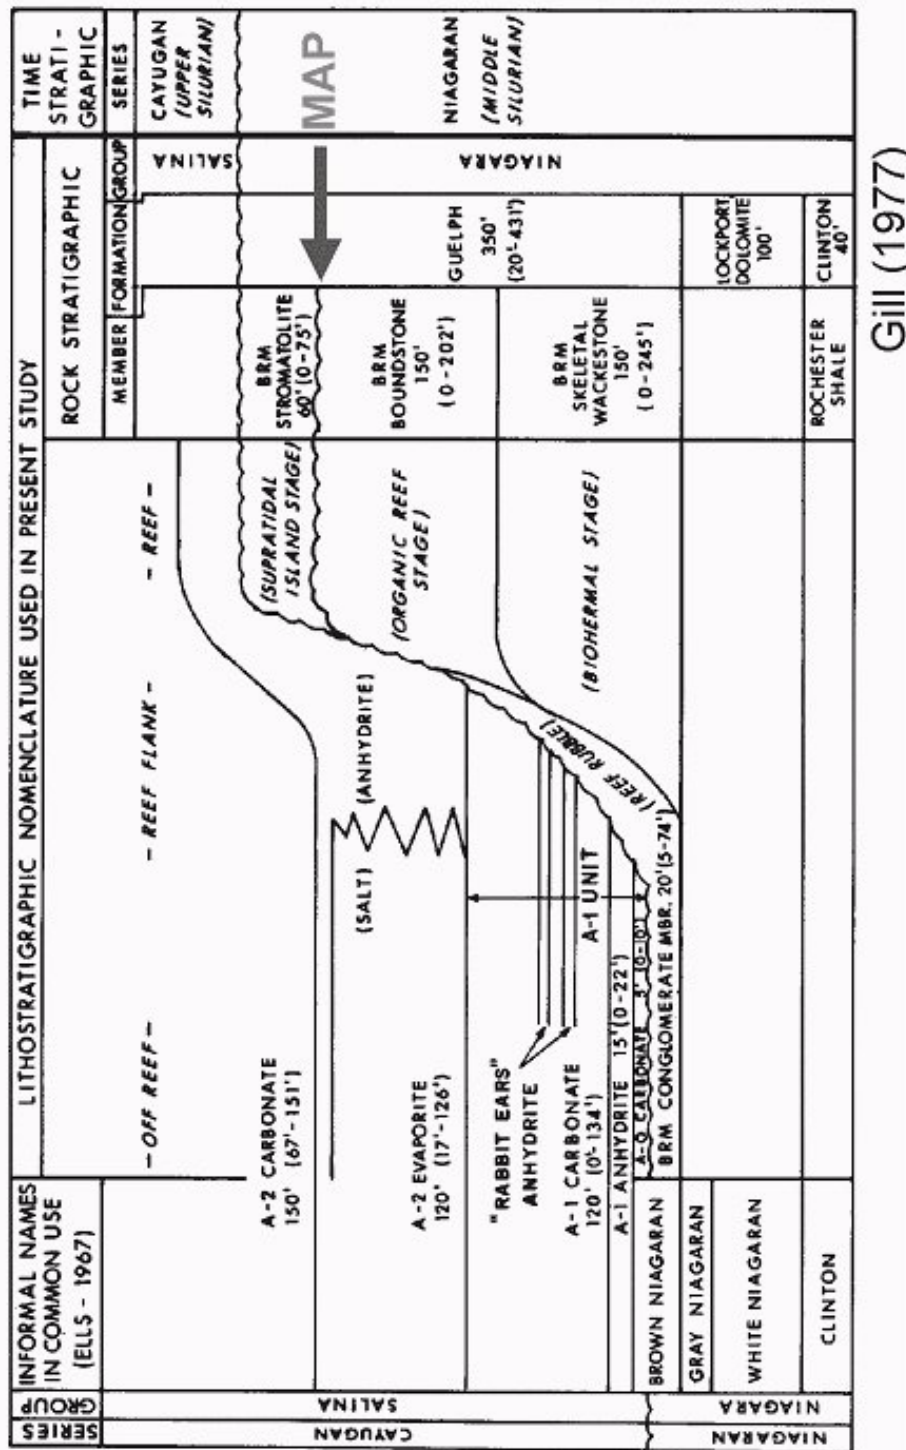 LITHOSTRATIGRAPHIC NOMENCLATURE USED IN PRESENT STUDY
SERIES
GROUP
INFORMAL NAMES
IN COMMON USE
(ELLS - 1967)
ROCK STRATIGRAPHIC
MEMBER
FORMATION
GROUP
TIME
STRATI-
GRAPHIC
SERIES
— OFF REEF —
— REEF FLANK —
— REEF —
CAYUGAN
SALINA
NIAGARAN
NIAGARA
BROWN NIAGARAN
GRAY NIAGARAN
WHITE NIAGARAN
CLINTON
A-2 CARBONATE
150' (67'-151')
A-2 EVAPORITE
120' (17'-126')
(SALT)
(ANHYDRITE)
"RABBIT EARS"
ANHYDRITE
A-1 UNIT
A-1 CARBONATE
120' (0'-134')
A-1 ANHYDRITE 15'(0-22')
A-0 CARBONATE
BRM CONGLOMERATE MBR. 20'(5-74')
(REEF RUBBLE)
(SUPRATIDAL
ISLAND STAGE)
(ORGANIC REEF
STAGE)
(BIOHERMAL STAGE)
BRM
STROMATOLITE
60'(0-75')
BRM
BOUNDSTONE
150'
(0-202')
BRM
SKELETAL
WACKESTONE
150'
(0-245')
ROCHESTER
SHALE
GUELPH
350'
(20'-431')
LOCKPORT
DOLOMITE
100'
CLINTON
40'
SALINA
NIAGARA
CAYUGAN
(UPPER
SILURIAN)
MAP
NIAGARAN
(MIDDLE
SILURIAN)
Gill (1977)